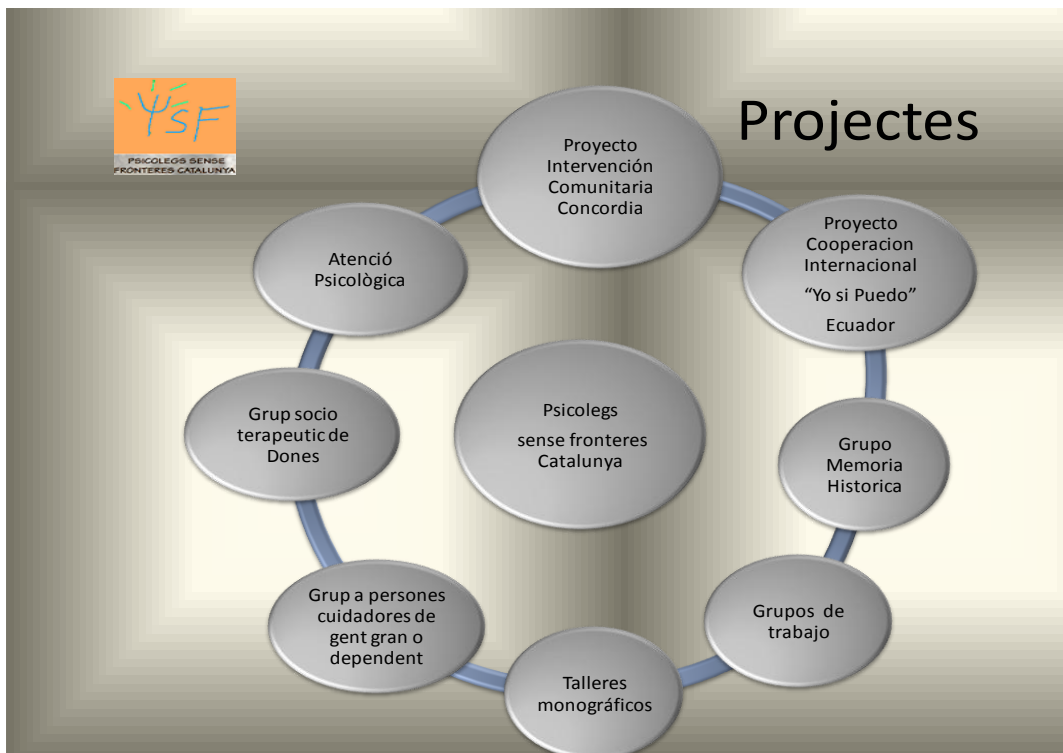 ΨSF
PSICOLEGS SENSE
FRONTERES CATALUNYA
Projectes
Proyecto
Intervención
Comunitaria
Concordia
Proyecto
Cooperacion
Internacional
“Yo si Puedo”
Ecuador
Grupo
Memoria
Historica
Grupos de
trabajo
Talleres
monográficos
Grup a persones
cuidadores de
gent gran o
dependent
Grup socio
terapeutic de
Dones
Atenció
Psicològica
Psicolegs
sense fronteres
Catalunya